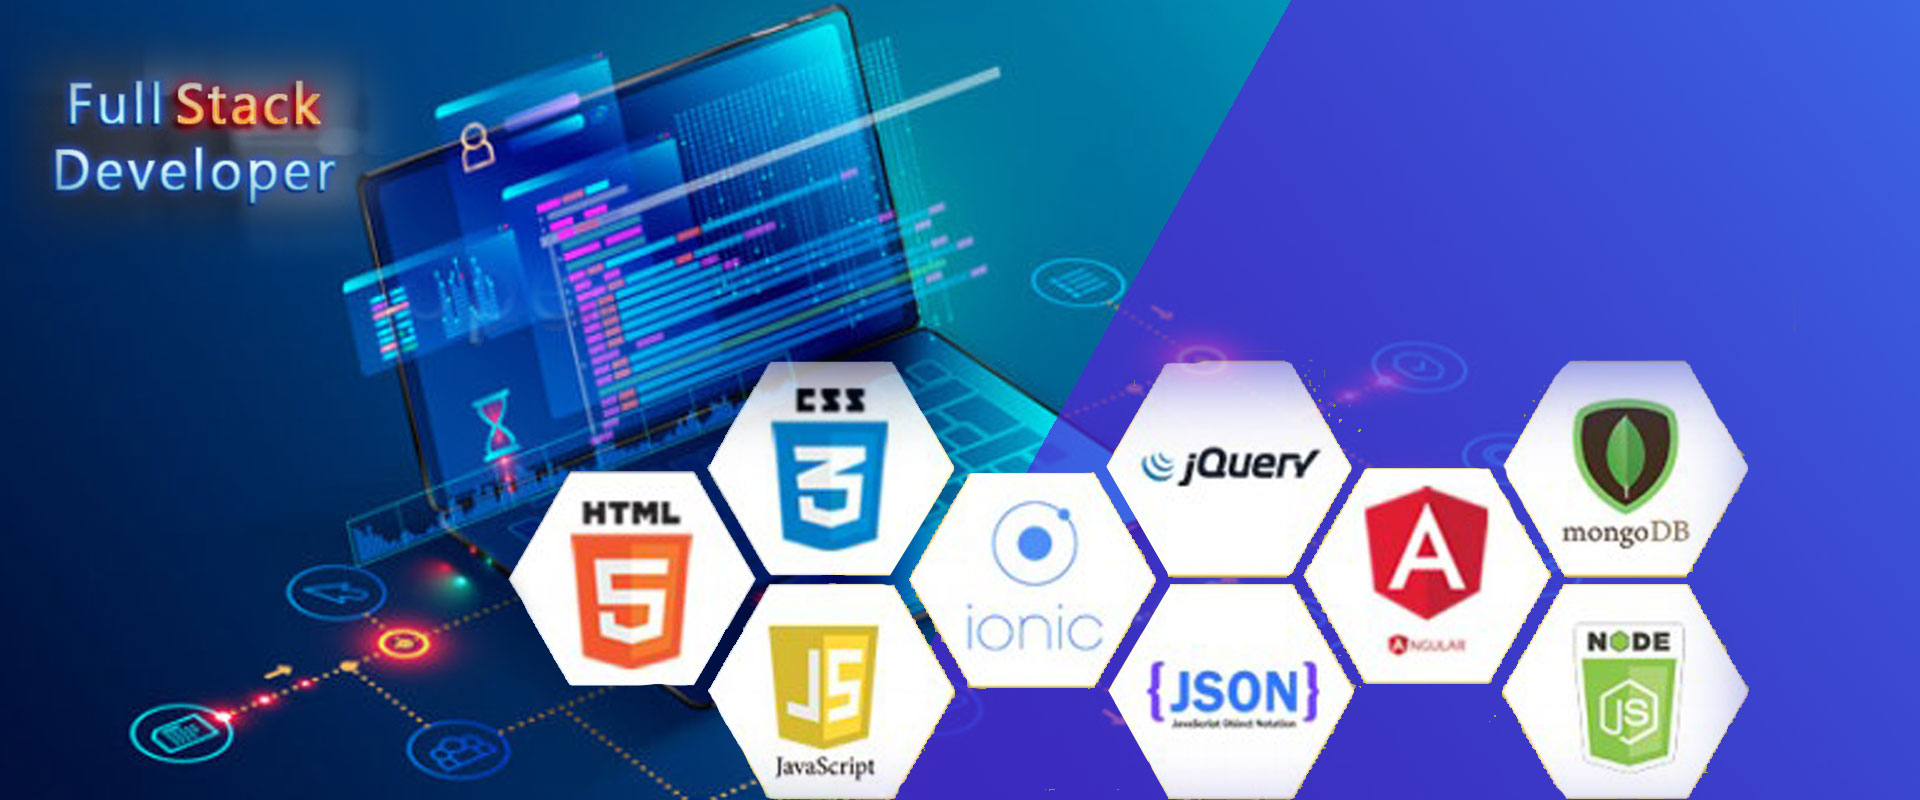 Full Stack
Developer
CSS
3
HTML
5
JS
JavaScript
ionic
jQuery
{JSON}
JavaScript Object Notation
A
ANGULAR
mongoDB
NODE
JS